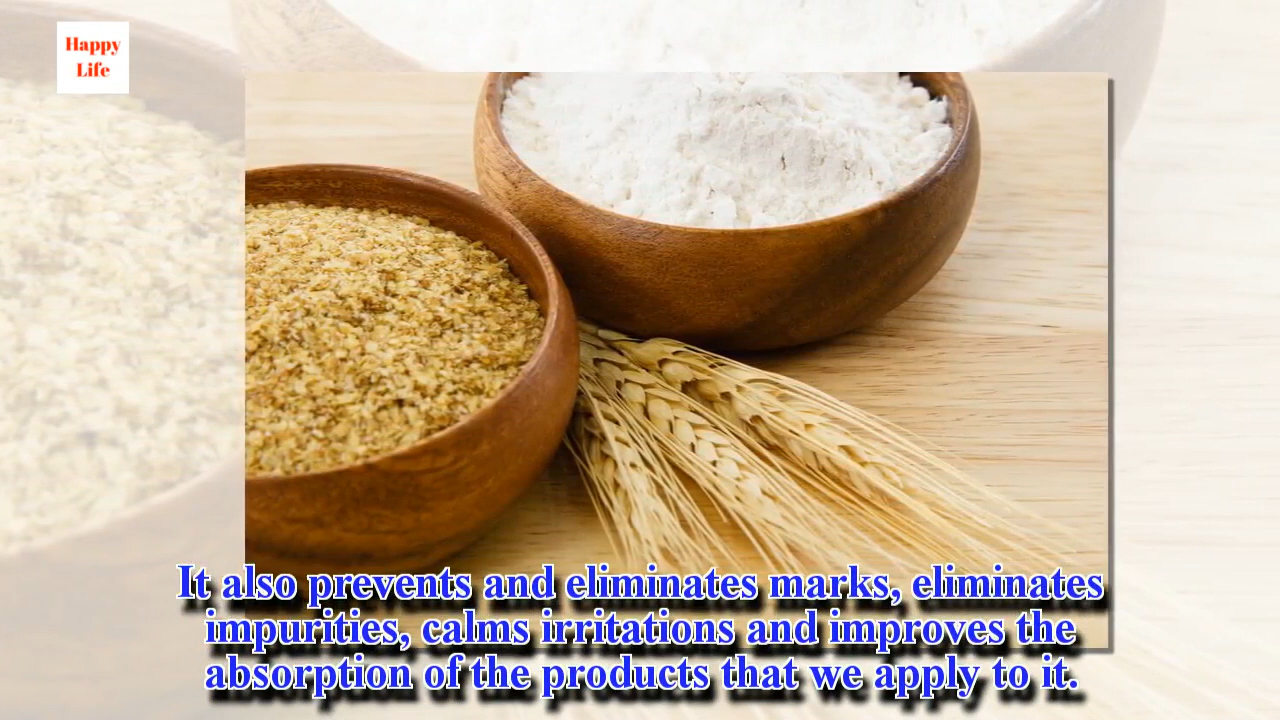 Happy
Life
It also prevents and eliminates marks, eliminates
impurities, calms irritations and improves the
absorption of the products that we apply to it.